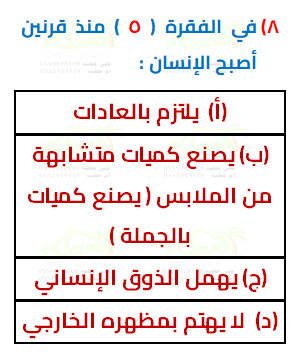 ٨) في الفقرة ( ٥ ) منذ قرنين
أصبح الإنسان :
(أ) يلتزم بالعادات
(ب) يصنع كميات متشابهة
من الملابس ( يصنع كميات
بالجملة )
(ج) يهمل الذوق الإنساني
(د) لا يهتم بمظهره الخارجي